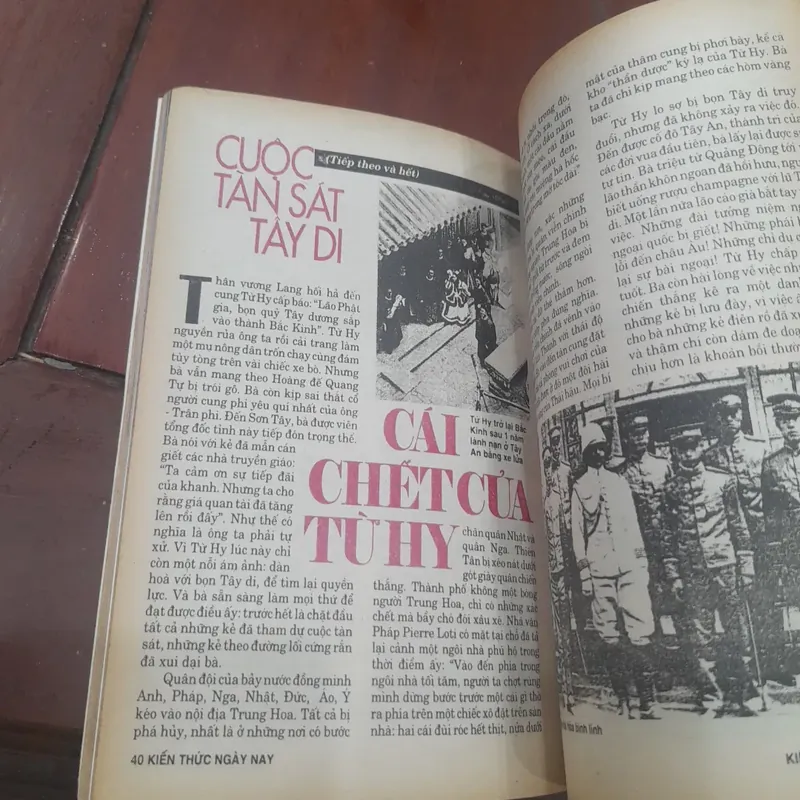 CUỘC
TÀN SÁT
TÂY DI
(Tiếp theo và hết)
Thân vương Lang hối hả đến
cung Từ Hy cấp báo: "Lão Phật
gia, bọn quỷ Tây dương sắp
vào thành Bắc Kinh". Từ Hy
nguyền rủa ông ta rồi cải trang làm
một mụ nông dân trốn chạy cùng đám
tùy tòng trên vài chiếc xe bò. Nhưng
bà vẫn mang theo Hoàng đế Quang
Tự bị trói gô. Bà còn kịp sai thắt cổ
người cung phi yêu quí nhất của ông
- Trân phi. Đến Sơn Tây, bà được viên
tổng đốc tỉnh này tiếp đón trọng thể.
Bà nói với kẻ đã mẫn cán
giết các nhà truyền giáo:
"Ta cảm ơn sự tiếp đãi
của khanh. Nhưng ta cho
rằng giá quan tài đã tăng
lên rồi đấy". Như thế có
nghĩa là ông ta phải tự
xử. Vì Từ Hy lúc này chỉ
còn một nỗi ám ảnh: dàn
hoà với bọn Tây di, để tìm lại quyền
lực. Và bà sẵn sàng làm mọi thứ để
đạt được điều ấy: trước hết là chặt đầu
tất cả những kẻ đã tham dự cuộc tàn
sát, những kẻ theo đường lối cứng rắn
đã xui dại bà.
Quân đội của bảy nước đồng minh
Anh, Pháp, Nga, Nhật, Đức, Áo, Ý
kéo vào nội địa Trung Hoa. Tất cả bị
phá hủy, nhất là ở những nơi có bước
Từ Hy trở lại Bắc
Kinh sau 1 năm
lánh nạn ở Tây
An bằng xe lửa
CÁI
CHẾT CỦA
TỪ HY
chân quân Nhật và
quân Nga. Thiên
Tân bị xéo nát dưới
gót giày quân chiến
thắng. Thành phố không một bóng
người Trung Hoa, chỉ có những xác
chết mà bầy chó đói xâu xé. Nhà văn
Pháp Pierre Loti có mặt tại chỗ đã tả
lại cảnh một ngôi nhà phú hộ trong
thời điểm ấy: "Vào đến phía trong
ngôi nhà tối tăm, người ta chợt rùng
mình dừng bước trước một cái gì thò
ra phía trên một chiếc xô đặt trên sàn
nhà: hai cái đùi róc hết thịt, nửa dưới
40 KIẾN THỨC NGÀY NAY
mật của thâm cung bị phơi bày, kể cả
kho "thần dược" kỳ lạ của Từ Hy. Bà
ta đã chỉ kịp mang theo các hòm vàng
bạc.
Từ Hy lo sợ bị bọn Tây di truy
đuổi, nhưng đã không xảy ra việc đó.
Đến được cố đô Tây An, thánh trì của
các đời vua đầu tiên, bà lấy lại được sự
tự tin. Bà triệu từ Quảng Đông tới
lão thần khôn ngoan đã hồi hưu, người
biết uống rượu champagne với lũ Tây
di. Một lần nữa lão cáo già bắt tay
việc. Những đài tưởng niệm
ngoại quốc bị giết! Những phái
lỗi đến châu Âu! Những chỉ dụ
lại sự bài ngoại! Từ Hy chấp
tuốt. Bà còn hài lòng về việc
chiến thắng kê ra một danh
những kẻ bị lưu đày, vì việc ấy
cho bà những kẻ điên rồ đã
và thậm chí còn dám đe dọa
chịu hơn là khoản bồi thường
binh lính